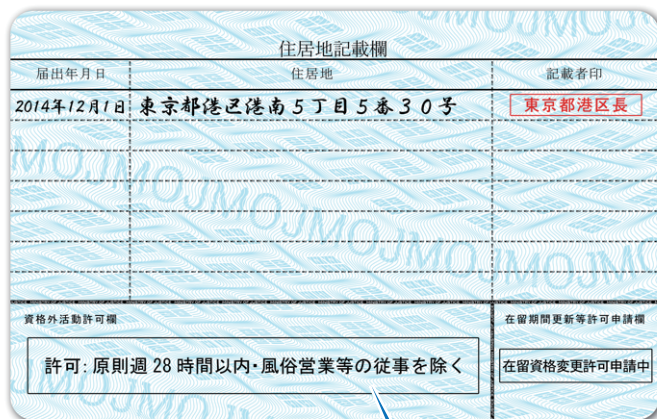 住居地記載欄
届出年月日 住居地 記載者印
2014年12月1日 東京都港区港南5丁目5番30号 東京都港区長
MOJMOJMOJMOJMOJ
資格外活動許可欄 在留期間更新等許可申請欄
許可: 原則週28時間以内・風俗営業等の従事を除く 在留資格変更許可申請中